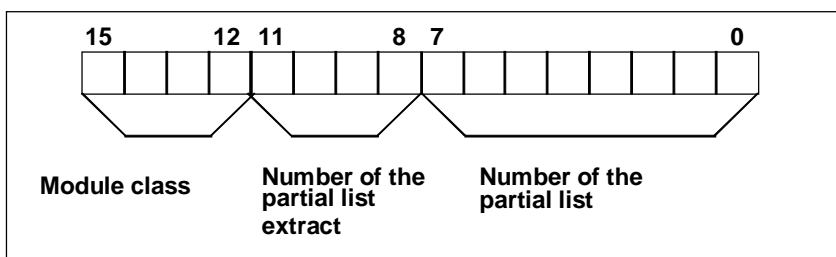 15 12 11 8 7 0
Module class
Number of the
partial list
extract
Number of the
partial list